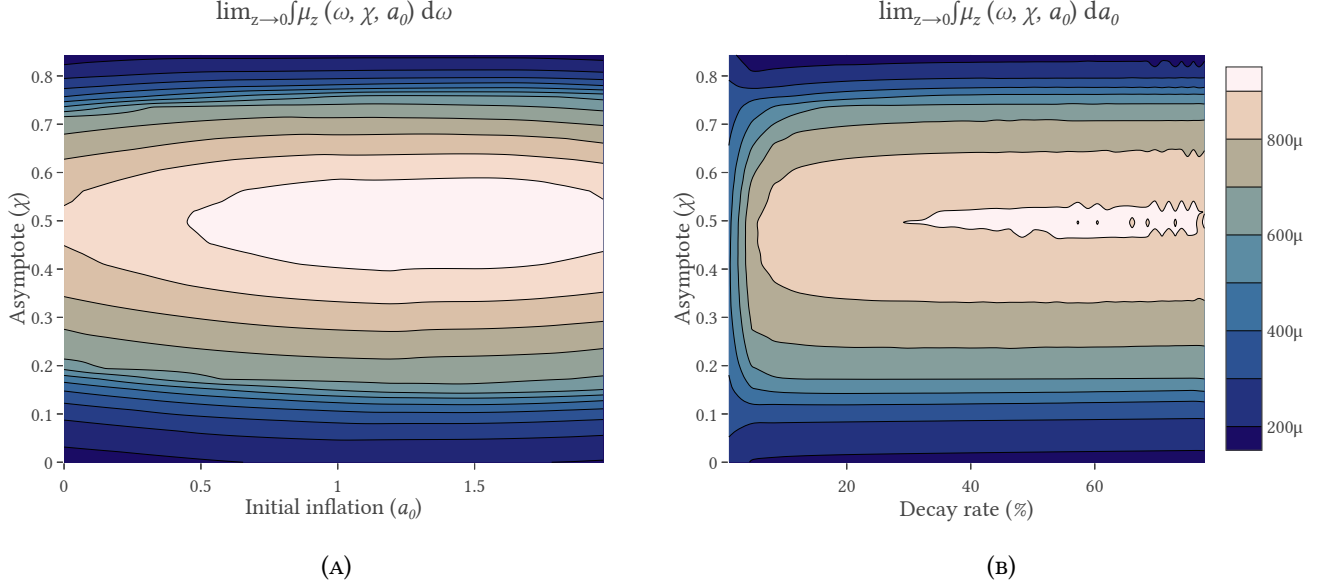 lim_{z→0}∫μ_z (ω, χ, a_0) dω
0.8
0.7
0.6
0.5
0.4
0.3
0.2
0.1
0
Asymptote (χ)
0 0.5 1 1.5
Initial inflation (a_0)
(A)
lim_{z→0}∫μ_z (ω, χ, a_0) da_0
0.8
0.7
0.6
0.5
0.4
0.3
0.2
0.1
0
Asymptote (χ)
20 40 60
Decay rate (%)
(B)
800μ
600μ
400μ
200μ